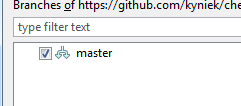 Branches of https://github.com/kyniek/che
type filter text
master